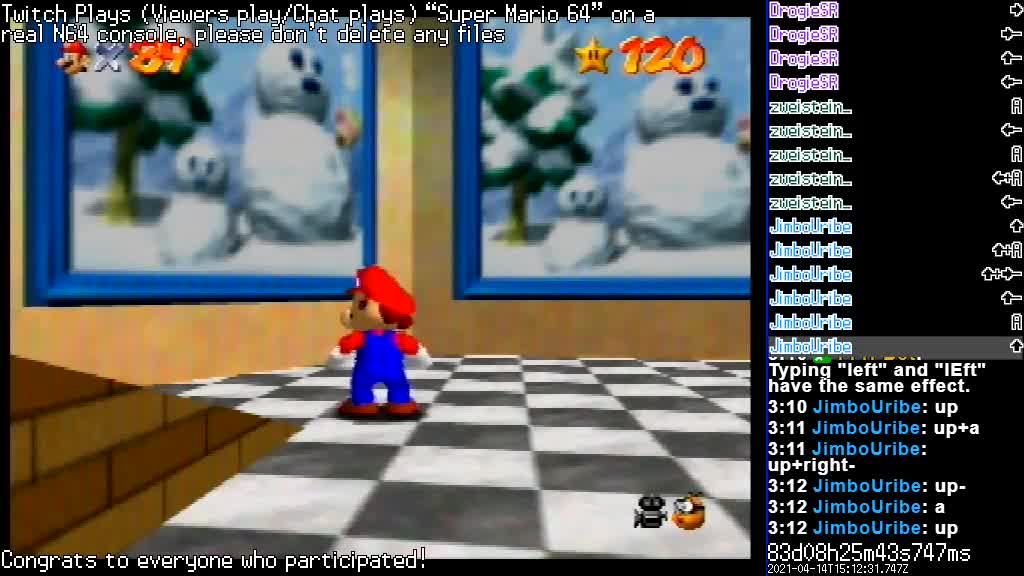 Twitch Plays (Viewers play/Chat plays) “Super Mario 64” on a
real N64 console, please don't delete any files
84
120
Congrats to everyone who participated!
DrogieSR
DrogieSR
DrogieSR
DrogieSR
zweistein_
A
zweistein_
zweistein_
A
zweistein_
+A
zweistein_
JimboUribe
JimboUribe
+A
JimboUribe
+
JimboUribe
JimboUribe
A
JimboUribe
Typing "left" and "lEft"
have the same effect.
3:10 JimboUribe: up
3:11 JimboUribe: up+a
3:11 JimboUribe:
up+right-
3:12 JimboUribe: up-
3:12 JimboUribe: a
3:12 JimboUribe: up
83d08h25m43s747ms
2021-04-14T15:12:31.747Z